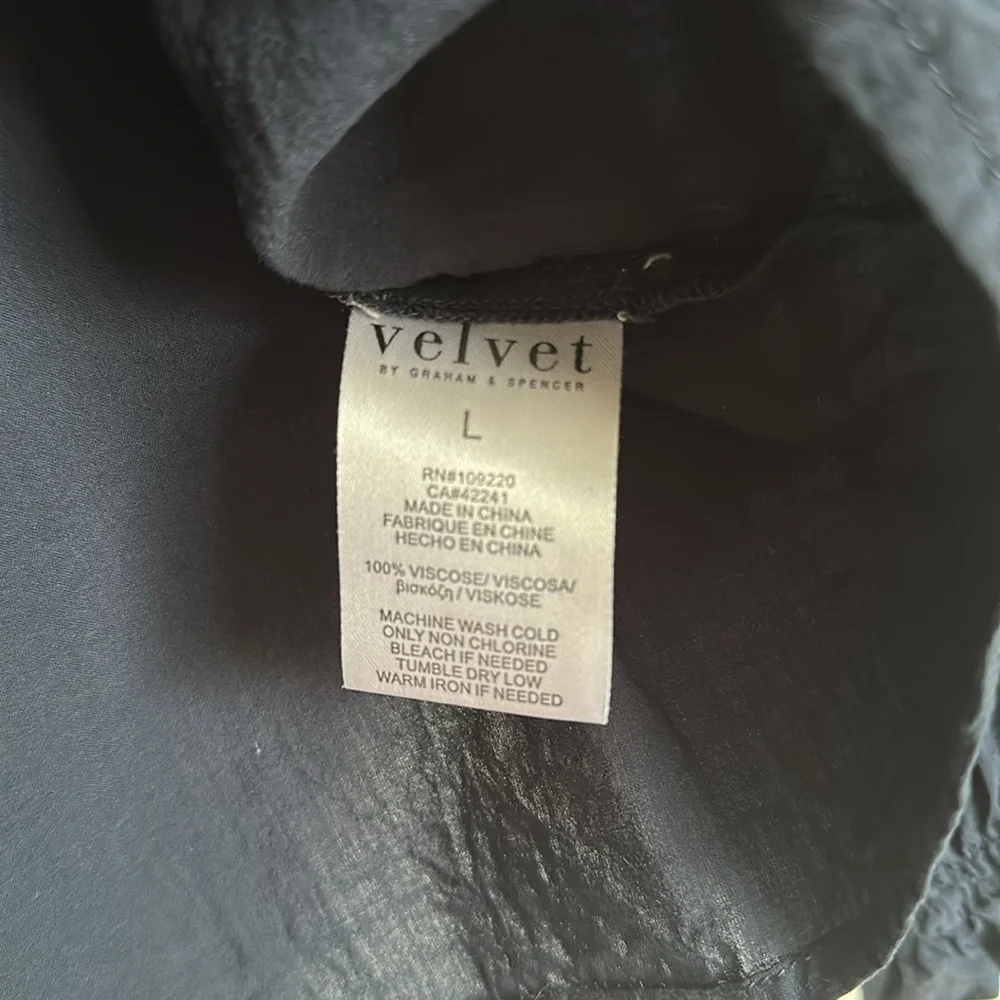 velvet
BY GRAHAM & SPENCER
L
RN#109220
CA#42241
MADE IN CHINA
FABRIQUE EN CHINE
HECHO EN CHINA
100% VISCOSE/ VISCOSA/
βισκόζη / VISKOSE
MACHINE WASH COLD
ONLY NON CHLORINE
BLEACH IF NEEDED
TUMBLE DRY LOW
WARM IRON IF NEEDED